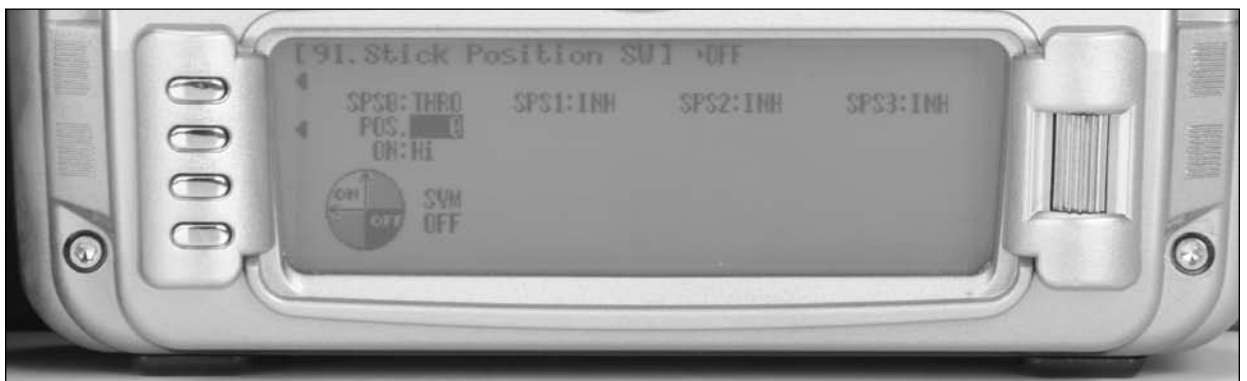 [91.Stick Position SW] ▸OFF
SPS0:THRO SPS1:INH SPS2:INH SPS3:INH
POS. 0
ON:Hi
ON SYM
OFF OFF